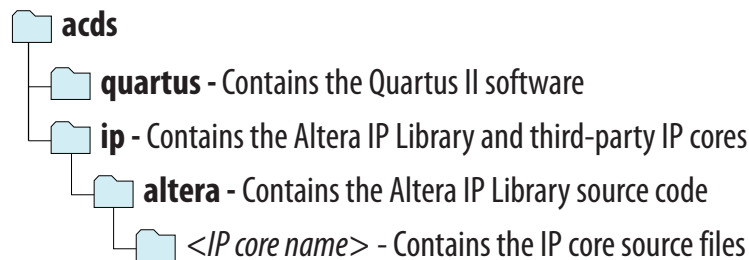 acds
quartus - Contains the Quartus II software
ip - Contains the Altera IP Library and third-party IP cores
altera - Contains the Altera IP Library source code
<IP core name> - Contains the IP core source files